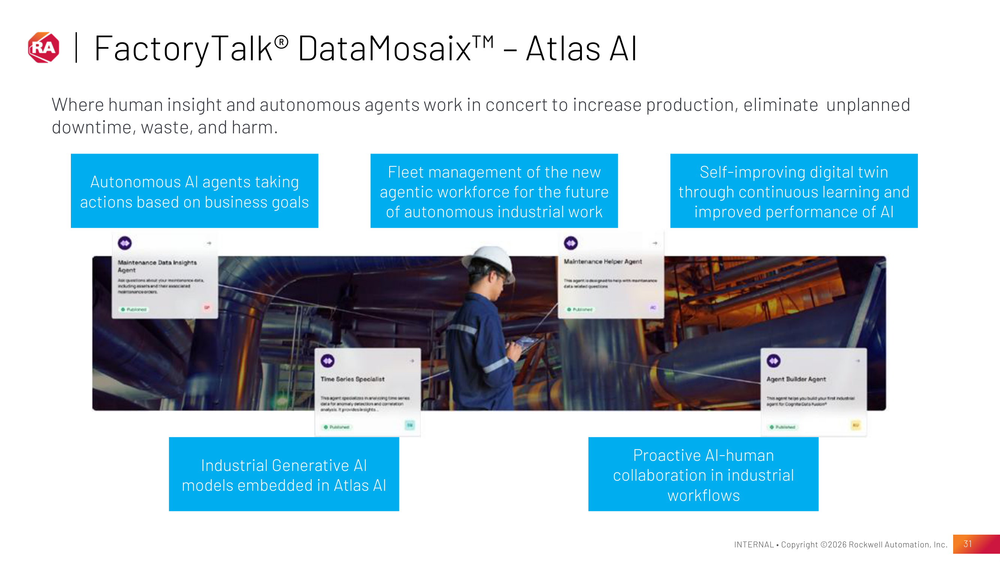 RA
FactoryTalk® DataMosaix™ – Atlas AI
Where human insight and autonomous agents work in concert to increase production, eliminate  unplanned
downtime, waste, and harm.
Autonomous AI agents taking
actions based on business goals
Fleet management of the new
agentic workforce for the future
of autonomous industrial work
Self-improving digital twin
through continuous learning and
improved performance of AI
Maintenance Data Insights
Agent
Ask questions about your maintenance data,
including assets and their associated
maintenance orders.
Published
GP
Maintenance Helper Agent
This agent is designed to help with maintenance
data related questions
Published
AC
Time Series Specialist
This agent specializes in analyzing time series
data for anomaly detection and correlation
analysis. It provides insights...
Published
Agent Builder Agent
This agent helps you build your first industrial
agent for Cognite Data Fusion®
Published
AU
Industrial Generative AI
models embedded in Atlas AI
Proactive AI-human
collaboration in industrial
workflows
INTERNAL • Copyright ©2026 Rockwell Automation, Inc.
31